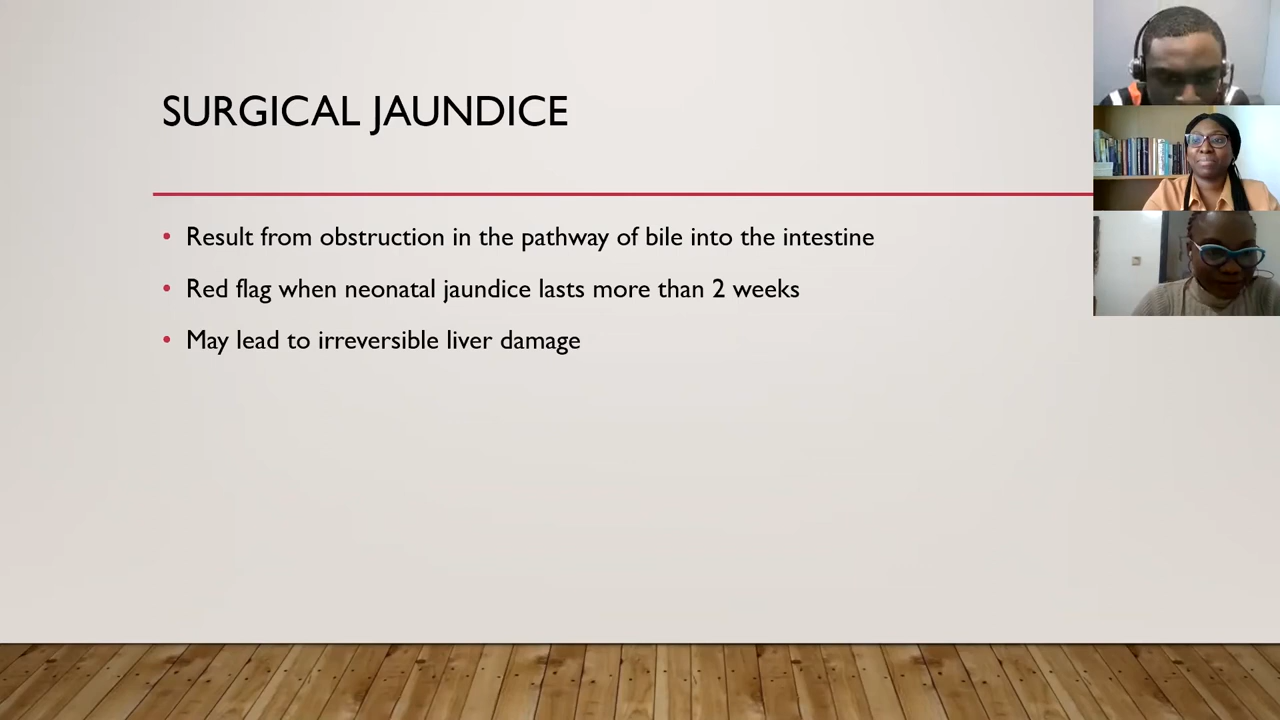 SURGICAL JAUNDICE
• Result from obstruction in the pathway of bile into the intestine
• Red flag when neonatal jaundice lasts more than 2 weeks
• May lead to irreversible liver damage